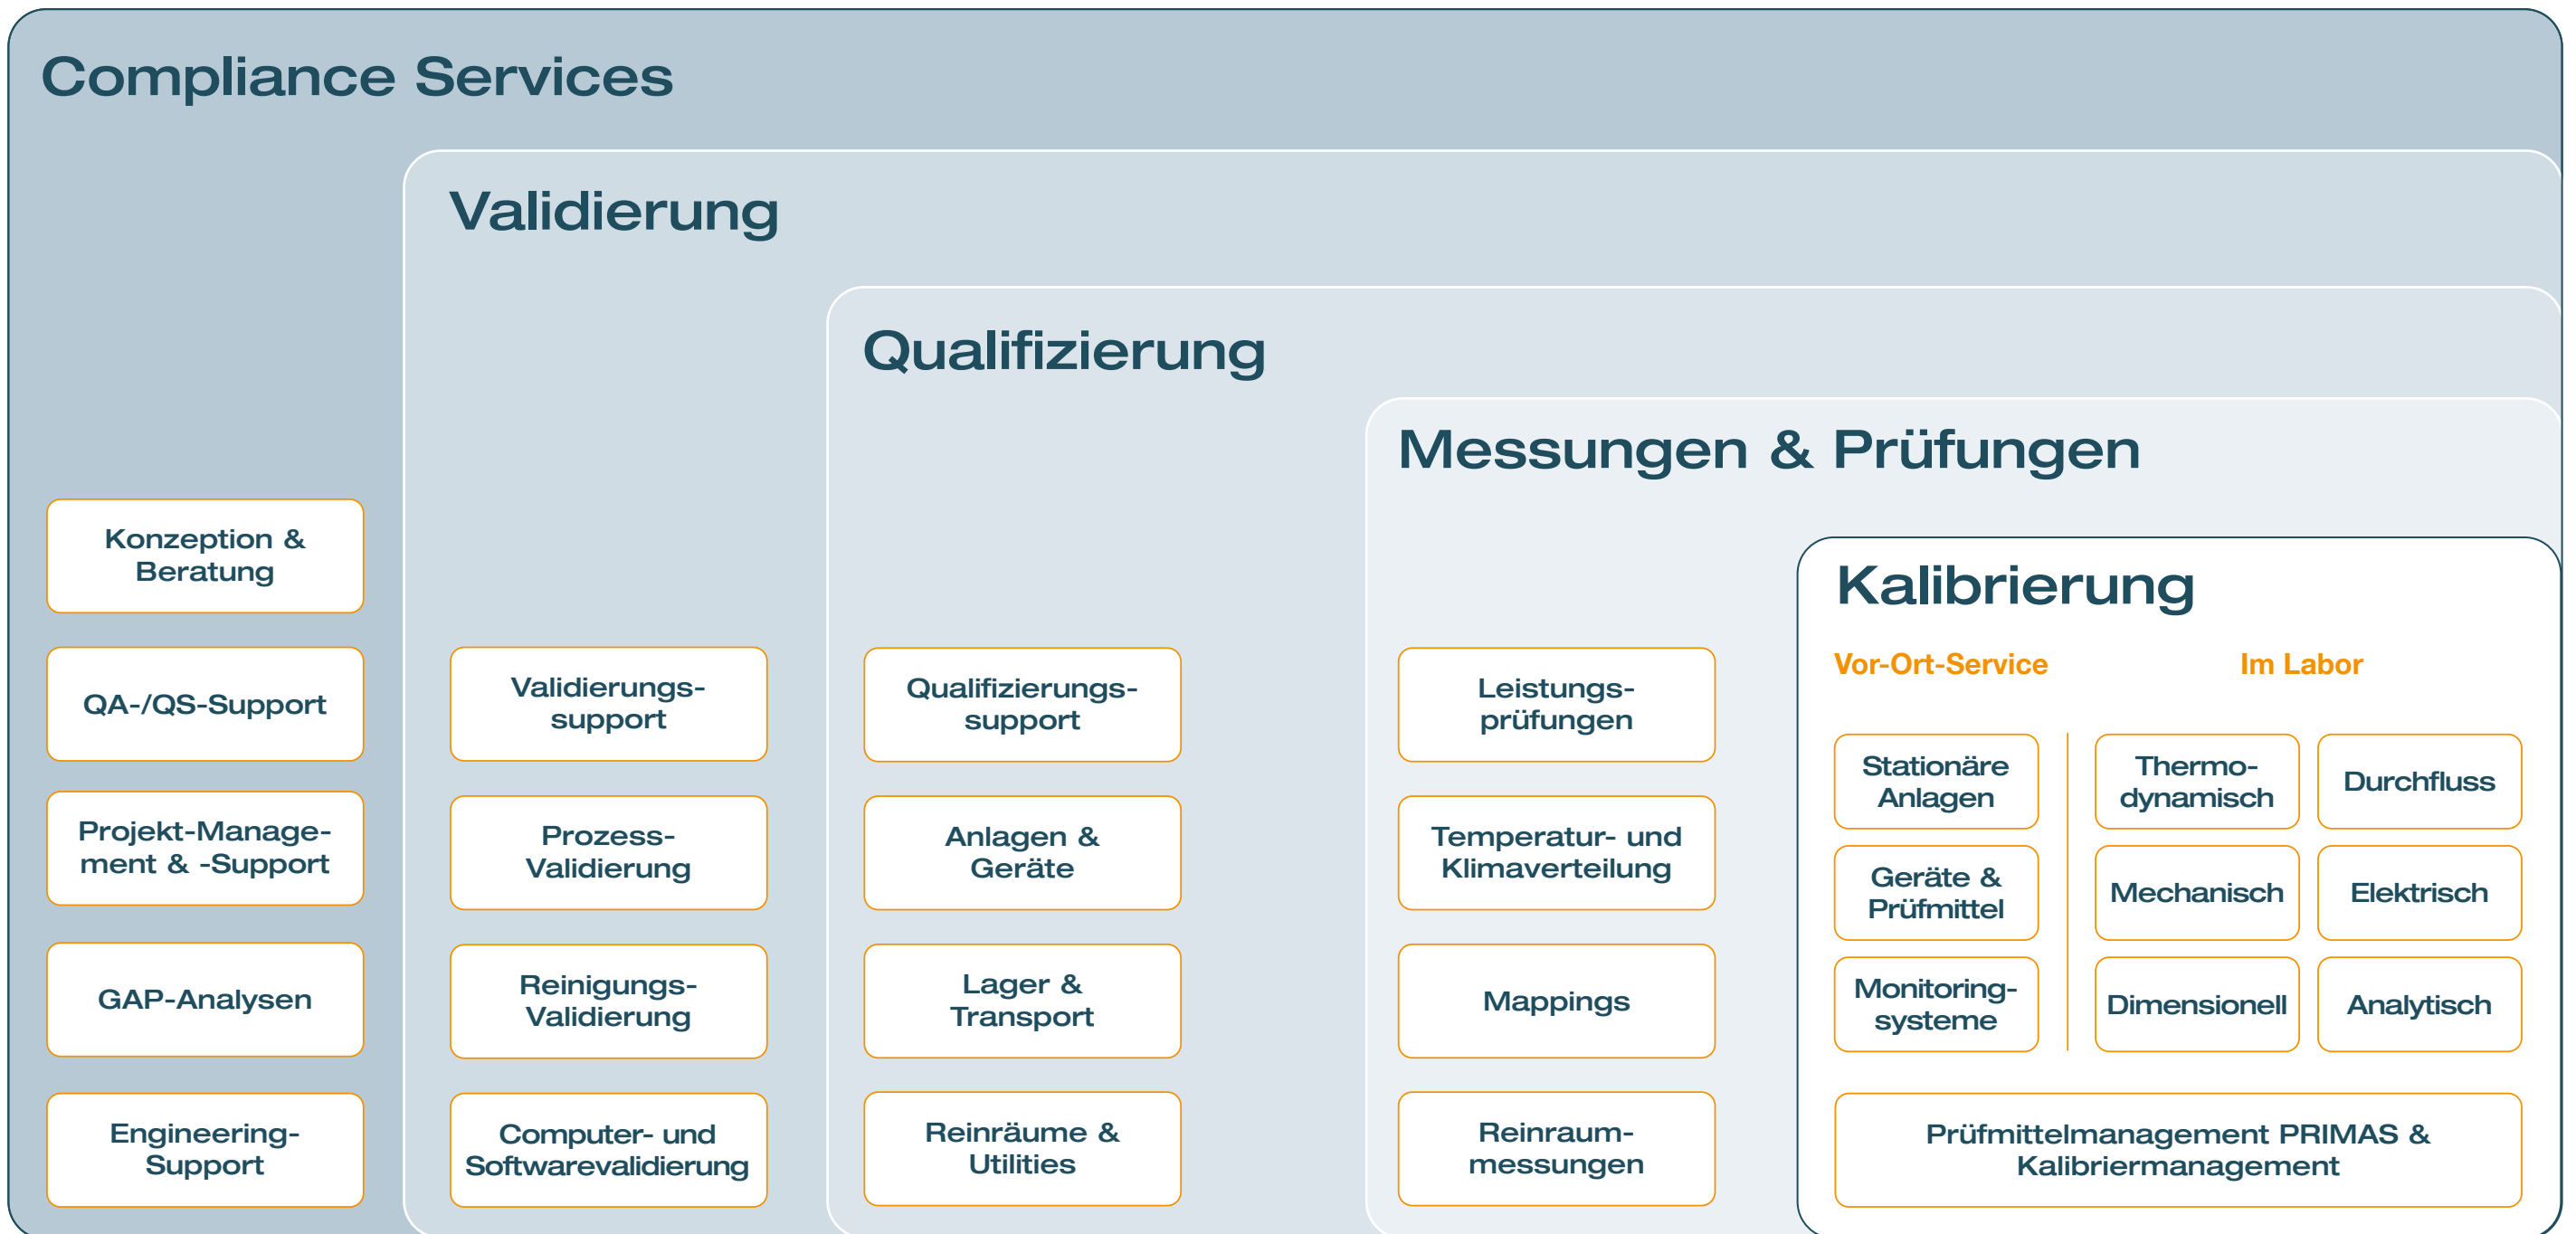 Compliance Services
Validierung
Qualifizierung
Messungen & Prüfungen
Kalibrierung
Konzeption &
Beratung
QA-/QS-Support
Projekt-Manage-
ment & -Support
GAP-Analysen
Engineering-
Support
Validierungs-
support
Prozess-
Validierung
Reinigungs-
Validierung
Computer- und
Softwarevalidierung
Qualifizierungs-
support
Anlagen &
Geräte
Lager &
Transport
Reinräume &
Utilities
Leistungs-
prüfungen
Temperatur- und
Klimaverteilung
Mappings
Reinraum-
messungen
Vor-Ort-Service
Stationäre
Anlagen
Geräte &
Prüfmittel
Monitoring-
systeme
Im Labor
Thermo-
dynamisch
Durchfluss
Mechanisch
Elektrisch
Dimensionell
Analytisch
Prüfmittelmanagement PRIMAS &
Kalibriermanagement